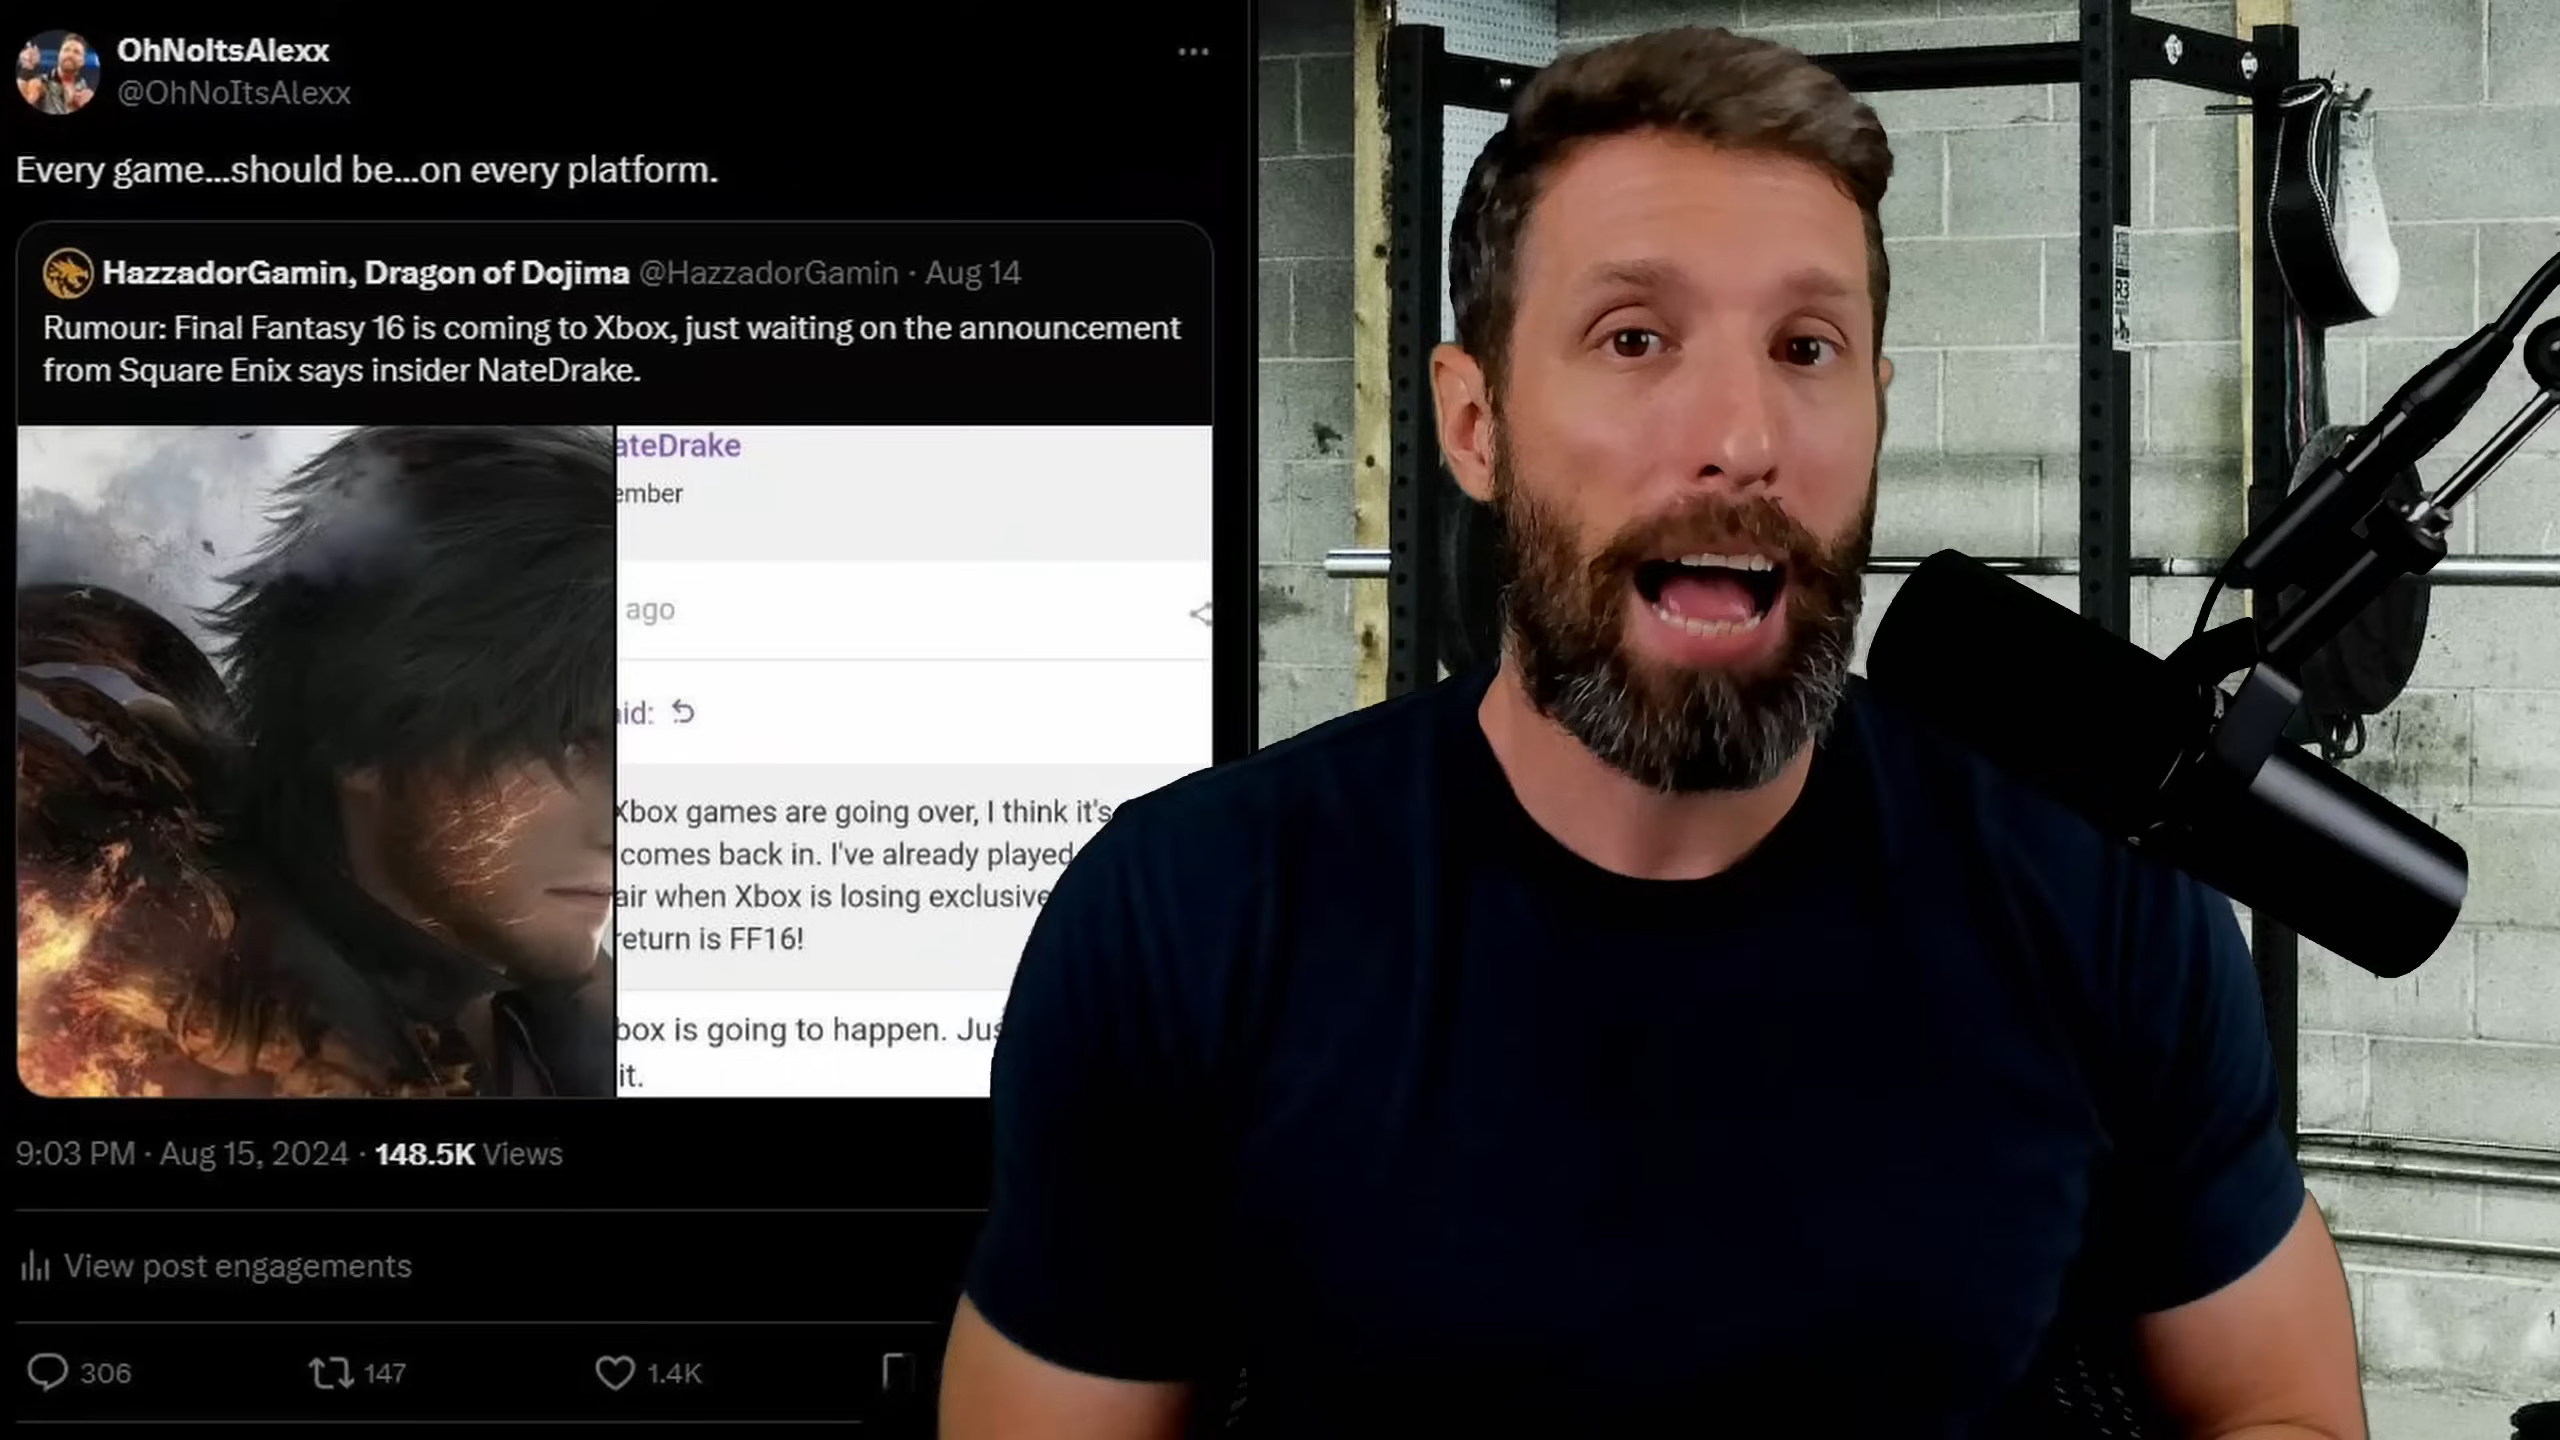 OhNoItsAlexx
@OhNoItsAlexx
Every game...should be...on every platform.
HazzadorGamin, Dragon of Dojima @HazzadorGamin · Aug 14
Rumour: Final Fantasy 16 is coming to Xbox, just waiting on the announcement
from Square Enix says insider NateDrake.
ateDrake
ember
ago
aid:
Xbox games are going over, I think it's
comes back in. I've already played
air when Xbox is losing exclusive
return is FF16!
box is going to happen. Jus
it.
9:03 PM · Aug 15, 2024 · 148.5K Views
View post engagements
306 147 1.4K
R3